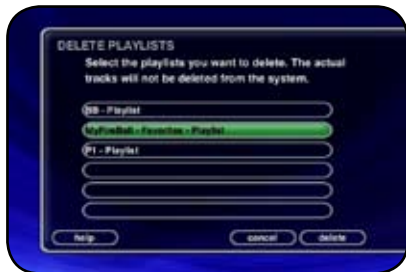 DELETE PLAYLISTS
Select the playlists you want to delete. The actual
tracks will not be deleted from the system.
BB - Playlist
MyFireBall - Favorites - Playlist
P1 - Playlist
help cancel delete